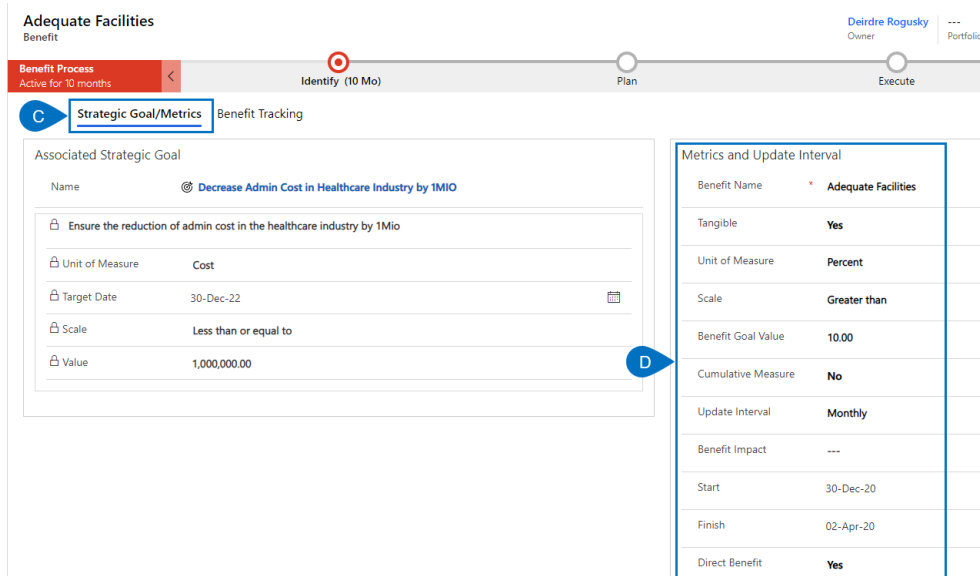 Adequate Facilities
Benefit
Deirdre Rogusky
Owner
---
Portfolio
Benefit Process
Active for 10 months
Identify (10 Mo)
Plan
Execute
C
Strategic Goal/Metrics
Benefit Tracking
Associated Strategic Goal
Name Decrease Admin Cost in Healthcare Industry by 1MIO
Ensure the reduction of admin cost in the healthcare industry by 1Mio
Unit of Measure Cost
Target Date 30-Dec-22
Scale Less than or equal to
Value 1,000,000.00
D
Metrics and Update Interval
Benefit Name * Adequate Facilities
Tangible Yes
Unit of Measure Percent
Scale Greater than
Benefit Goal Value 10.00
Cumulative Measure No
Update Interval Monthly
Benefit Impact ---
Start 30-Dec-20
Finish 02-Apr-20
Direct Benefit Yes